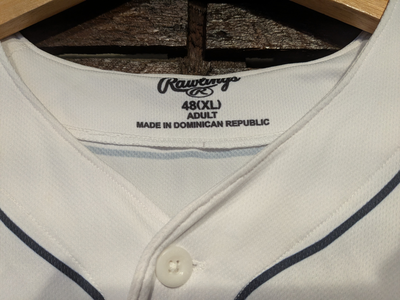 Rawlings
R
48(XL)
ADULT
MADE IN DOMINICAN REPUBLIC